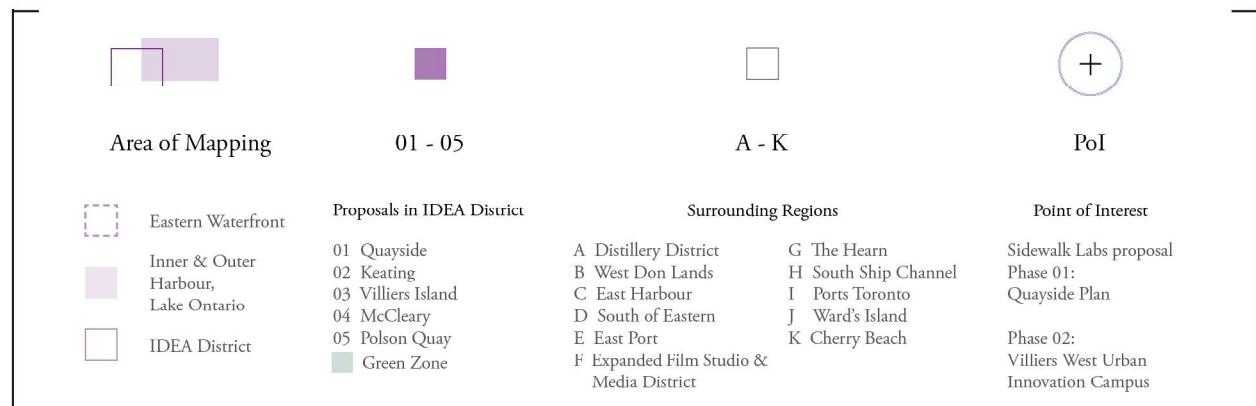 Area of Mapping
01 - 05
A - K
PoI
Eastern Waterfront
Inner & Outer
Harbour,
Lake Ontario
IDEA District
Proposals in IDEA District
01 Quayside
02 Keating
03 Villiers Island
04 McCleary
05 Polson Quay
Green Zone
Surrounding Regions
A Distillery District
B West Don Lands
C East Harbour
D South of Eastern
E East Port
F Expanded Film Studio &
Media District
G The Hearn
H South Ship Channel
I Ports Toronto
J Ward's Island
K Cherry Beach
Point of Interest
Sidewalk Labs proposal
Phase 01:
Quayside Plan
Phase 02:
Villiers West Urban
Innovation Campus